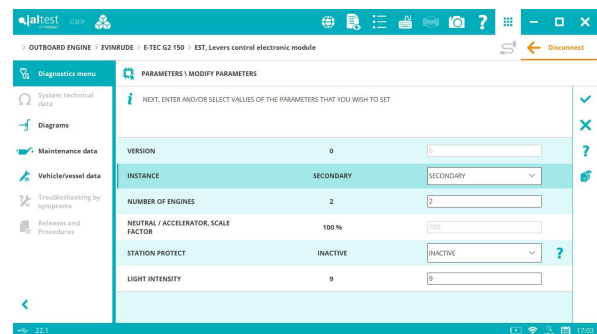 jaltest GRP
?
> OUTBOARD ENGINE > EVINRUDE > E-TEC G2 150 > EST, Levers control electronic module
Disconnect
Diagnostics menu
System technical data
Diagrams
Maintenance data
Vehicle/vessel data
Troubleshooting by symptoms
Releases and Procedures
PARAMETERS \ MODIFY PARAMETERS
NEXT, ENTER AND/OR SELECT VALUES OF THE PARAMETERS THAT YOU WISH TO SET
VERSION 0 0
INSTANCE SECONDARY SECONDARY
NUMBER OF ENGINES 2 2
NEUTRAL / ACCELERATOR, SCALE
FACTOR 100 % 100
STATION PROTECT INACTIVE INACTIVE ?
LIGHT INTENSITY 9 9
?
22.1
17:03